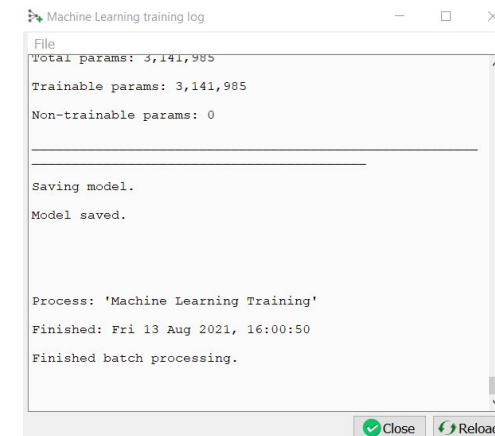 Machine Learning training log
File
Total params: 3,141,985
Trainable params: 3,141,985
Non-trainable params: 0
Saving model.
Model saved.
Process: 'Machine Learning Training'
Finished: Fri 13 Aug 2021, 16:00:50
Finished batch processing.
Close
Reload